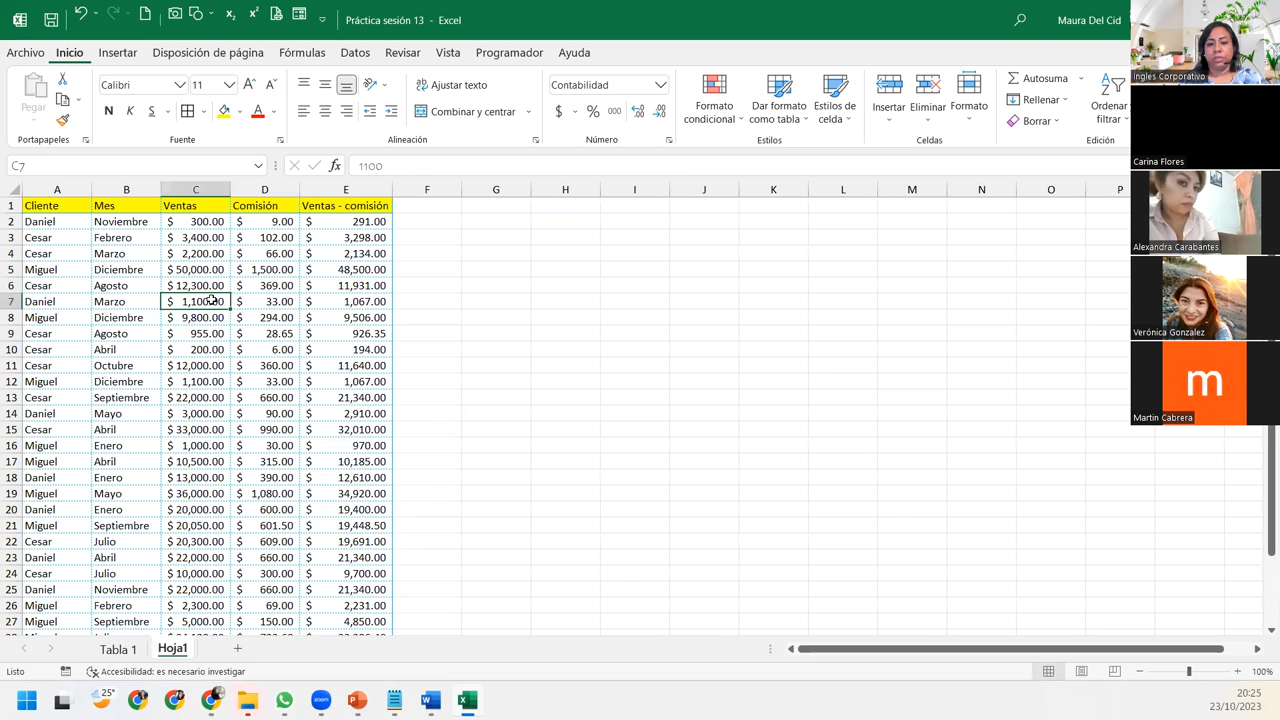 Práctica sesión 13 - Excel
Maura Del Cid
Archivo Inicio Insertar Disposición de página Fórmulas Datos Revisar Vista Programador Ayuda
Pegar
Calibri 11
N K S
Ajustar texto
Combinar y centrar
Contabilidad
$ % 000
Formato condicional
Dar formato como tabla
Estilos de celda
Insertar
Eliminar
Formato
Autosuma
Rellenar
Borrar
Ordenar
filtrar
Portapapeles Fuente Alineación Número Estilos Celdas Edición
C7 fx 1100
A B C D E F G H I J K L M N O P
1 Cliente Mes Ventas Comisión Ventas - comisión
2 Daniel Noviembre $ 300.00 $ 9.00 $ 291.00
3 Cesar Febrero $ 3,400.00 $ 102.00 $ 3,298.00
4 Cesar Marzo $ 2,200.00 $ 66.00 $ 2,134.00
5 Miguel Diciembre $ 50,000.00 $ 1,500.00 $ 48,500.00
6 Cesar Agosto $ 12,300.00 $ 369.00 $ 11,931.00
7 Daniel Marzo $ 1,100.00 $ 33.00 $ 1,067.00
8 Miguel Diciembre $ 9,800.00 $ 294.00 $ 9,506.00
9 Cesar Agosto $ 955.00 $ 28.65 $ 926.35
10 Cesar Abril $ 200.00 $ 6.00 $ 194.00
11 Cesar Octubre $ 12,000.00 $ 360.00 $ 11,640.00
12 Miguel Diciembre $ 1,100.00 $ 33.00 $ 1,067.00
13 Cesar Septiembre $ 22,000.00 $ 660.00 $ 21,340.00
14 Daniel Mayo $ 3,000.00 $ 90.00 $ 2,910.00
15 Cesar Abril $ 33,000.00 $ 990.00 $ 32,010.00
16 Miguel Enero $ 1,000.00 $ 30.00 $ 970.00
17 Miguel Abril $ 10,500.00 $ 315.00 $ 10,185.00
18 Daniel Enero $ 13,000.00 $ 390.00 $ 12,610.00
19 Miguel Mayo $ 36,000.00 $ 1,080.00 $ 34,920.00
20 Daniel Enero $ 20,000.00 $ 600.00 $ 19,400.00
21 Miguel Septiembre $ 20,050.00 $ 601.50 $ 19,448.50
22 Cesar Julio $ 20,300.00 $ 609.00 $ 19,691.00
23 Daniel Abril $ 22,000.00 $ 660.00 $ 21,340.00
24 Cesar Julio $ 10,000.00 $ 300.00 $ 9,700.00
25 Daniel Noviembre $ 22,000.00 $ 660.00 $ 21,340.00
26 Miguel Febrero $ 2,300.00 $ 69.00 $ 2,231.00
27 Miguel Septiembre $ 5,000.00 $ 150.00 $ 4,850.00
Tabla 1 Hoja1
Listo Accesibilidad: es necesario investigar 100%
25°
zoom
20:25
23/10/2023
Ingles Corporativo
Carina Flores
Alexandra Carabantes
Verónica Gonzalez
m
Martin Cabrera